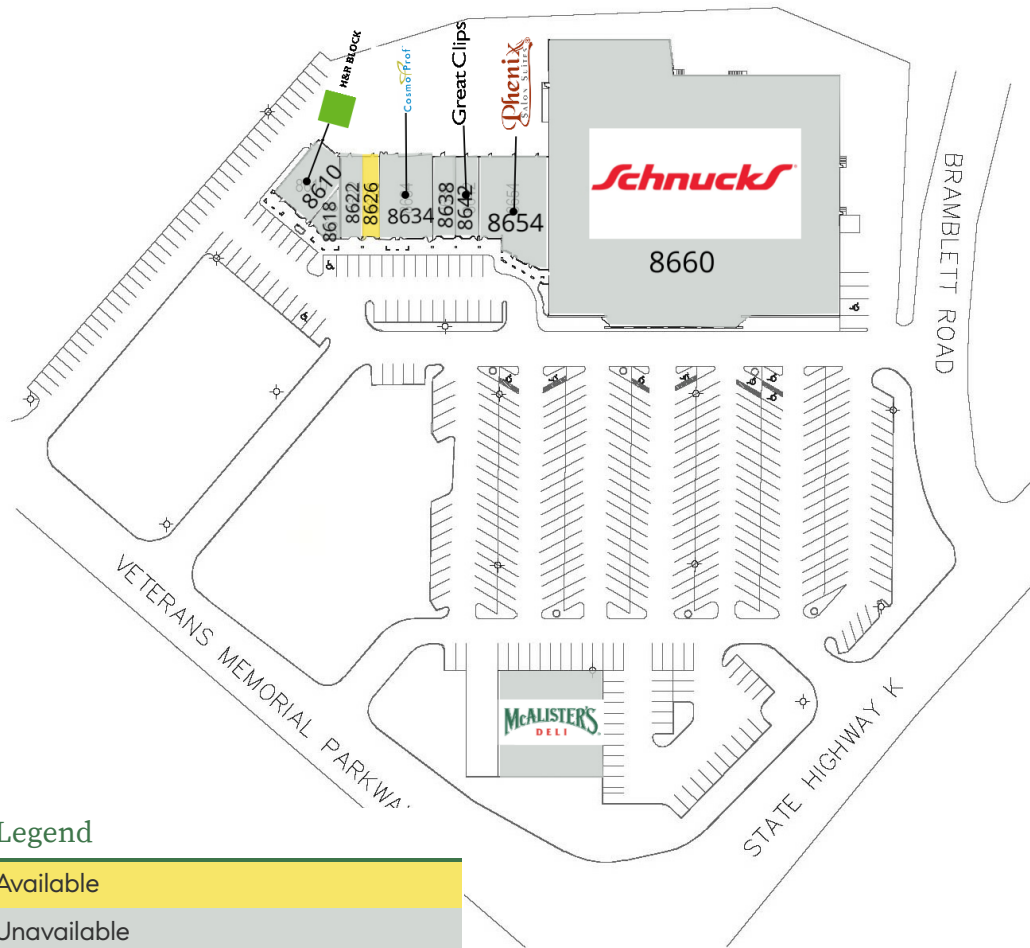 H&R BLOCK
CosmoProf
Great Clips
Phenix
Salon Suites
Schnucks
8610
8618
8622
8626
8634
8638
8642
8654
8660
BRAMBLETT ROAD
VETERANS MEMORIAL PARKWAY
STATE HIGHWAY K
McALISTER'S
DELI
Legend
Available
Unavailable